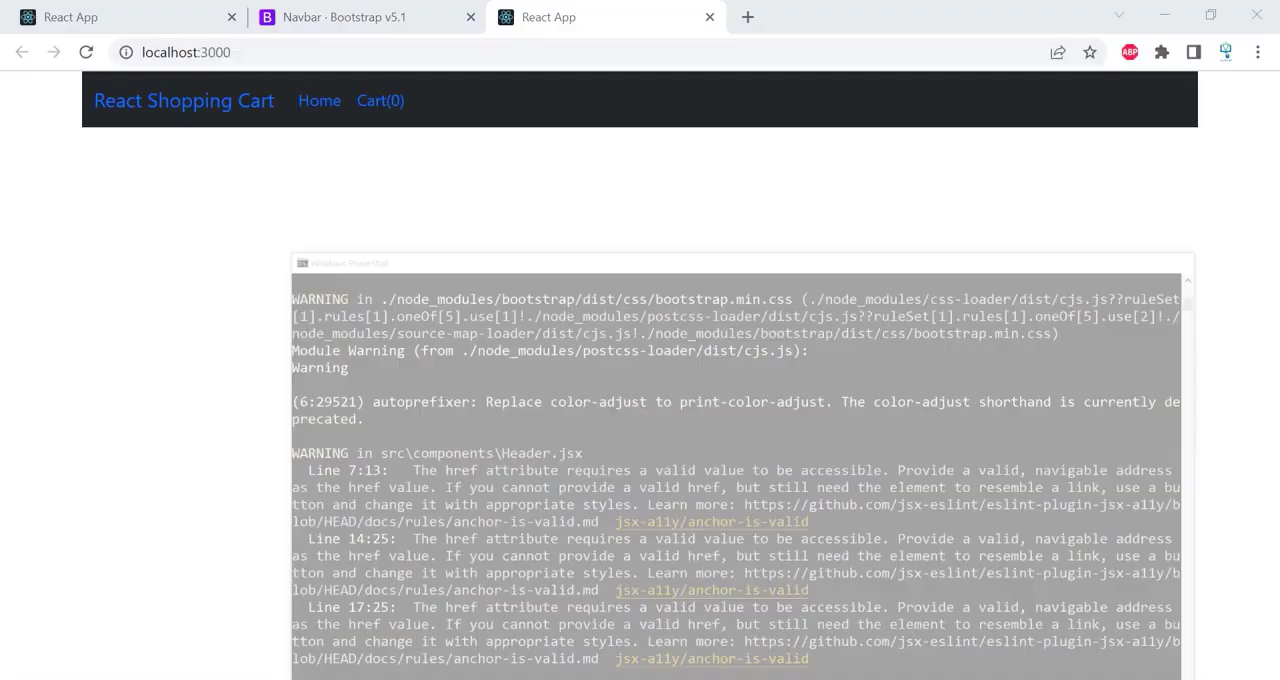 React App
Navbar · Bootstrap v5.1
React App
localhost:3000
ABP
React Shopping Cart Home Cart(0)
Windows PowerShell
WARNING in ./node_modules/bootstrap/dist/css/bootstrap.min.css (./node_modules/css-loader/dist/cjs.js??ruleSet
[1].rules[1].oneOf[5].use[1]!./node_modules/postcss-loader/dist/cjs.js??ruleSet[1].rules[1].oneOf[5].use[2]!./
node_modules/source-map-loader/dist/cjs.js!./node_modules/bootstrap/dist/css/bootstrap.min.css)
Module Warning (from ./node_modules/postcss-loader/dist/cjs.js):
Warning
(6:29521) autoprefixer: Replace color-adjust to print-color-adjust. The color-adjust shorthand is currently de
precated.
WARNING in src\components\Header.jsx
Line 7:13: The href attribute requires a valid value to be accessible. Provide a valid, navigable address
as the href value. If you cannot provide a valid href, but still need the element to resemble a link, use a bu
tton and change it with appropriate styles. Learn more: https://github.com/jsx-eslint/eslint-plugin-jsx-a11y/b
lob/HEAD/docs/rules/anchor-is-valid.md jsx-a11y/anchor-is-valid
Line 14:25: The href attribute requires a valid value to be accessible. Provide a valid, navigable address
as the href value. If you cannot provide a valid href, but still need the element to resemble a link, use a bu
tton and change it with appropriate styles. Learn more: https://github.com/jsx-eslint/eslint-plugin-jsx-a11y/b
lob/HEAD/docs/rules/anchor-is-valid.md jsx-a11y/anchor-is-valid
Line 17:25: The href attribute requires a valid value to be accessible. Provide a valid, navigable address
as the href value. If you cannot provide a valid href, but still need the element to resemble a link, use a bu
tton and change it with appropriate styles. Learn more: https://github.com/jsx-eslint/eslint-plugin-jsx-a11y/b
lob/HEAD/docs/rules/anchor-is-valid.md jsx-a11y/anchor-is-valid